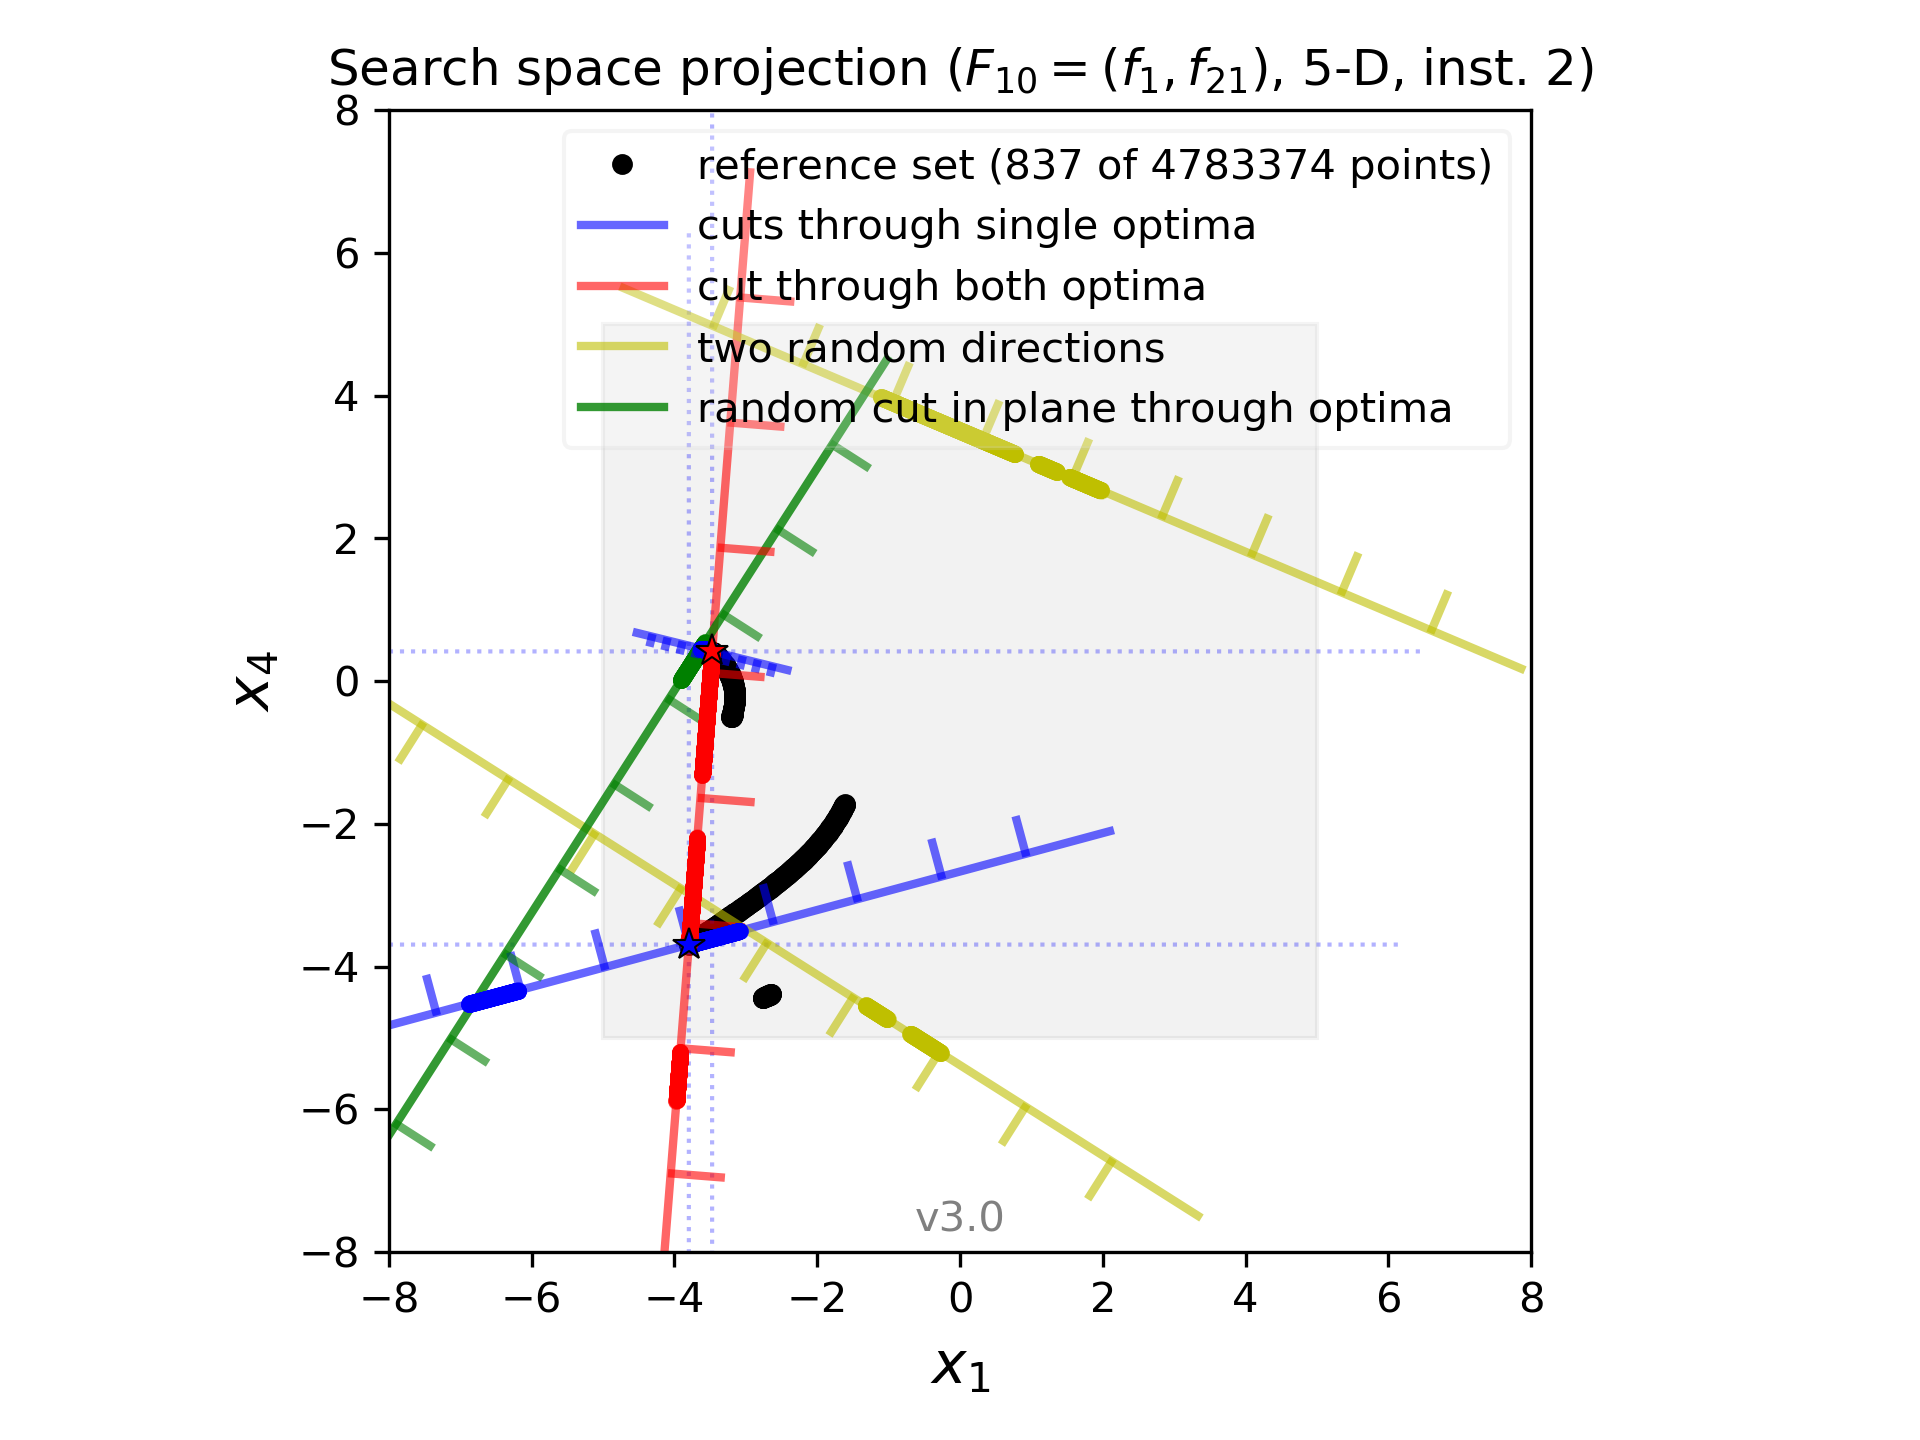 Search space projection (F₁₀ = (f₁, f₂₁), 5-D, inst. 2)
reference set (837 of 4783374 points)
cuts through single optima
cut through both optima
two random directions
random cut in plane through optima
8
6
4
2
0
−2
−4
−6
−8
x₄
v3.0
−8 −6 −4 −2 0 2 4 6 8
x₁